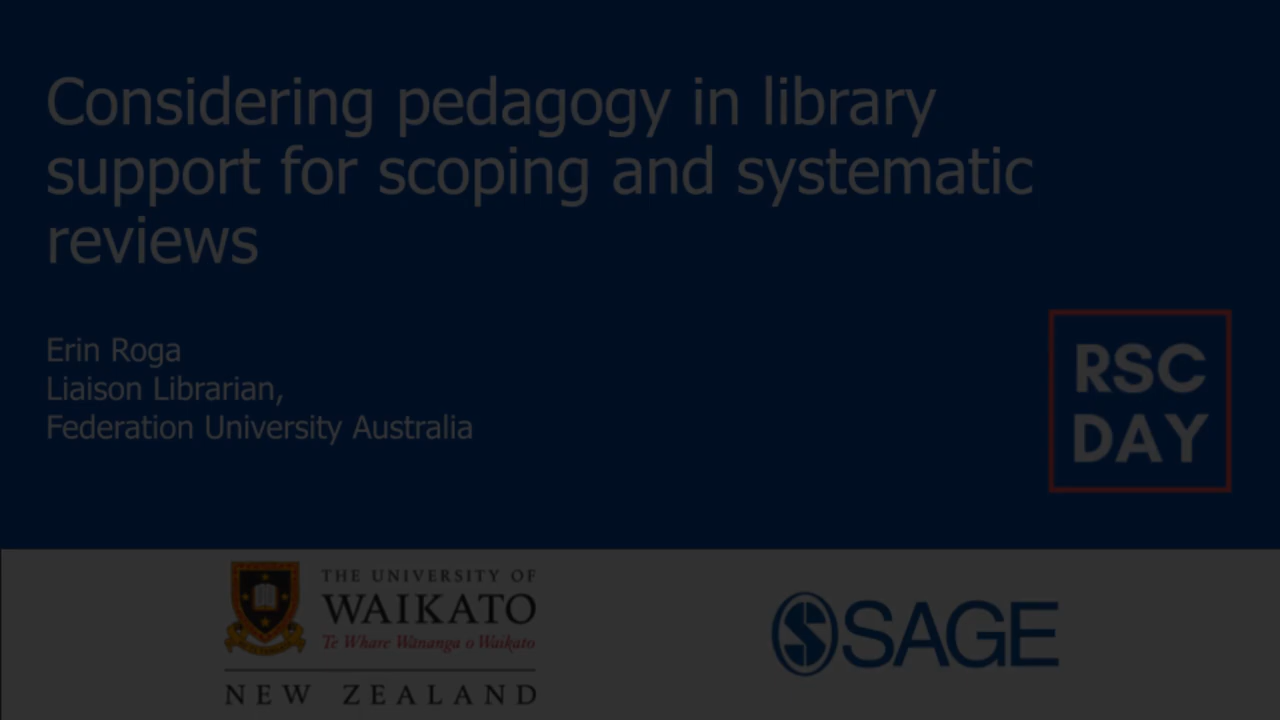 Considering pedagogy in library
support for scoping and systematic
reviews
Erin Roga
Liaison Librarian,
Federation University Australia
RSC
DAY
THE UNIVERSITY OF
WAIKATO
Te Whare Wānanga o Waikato
NEW ZEALAND
SAGE